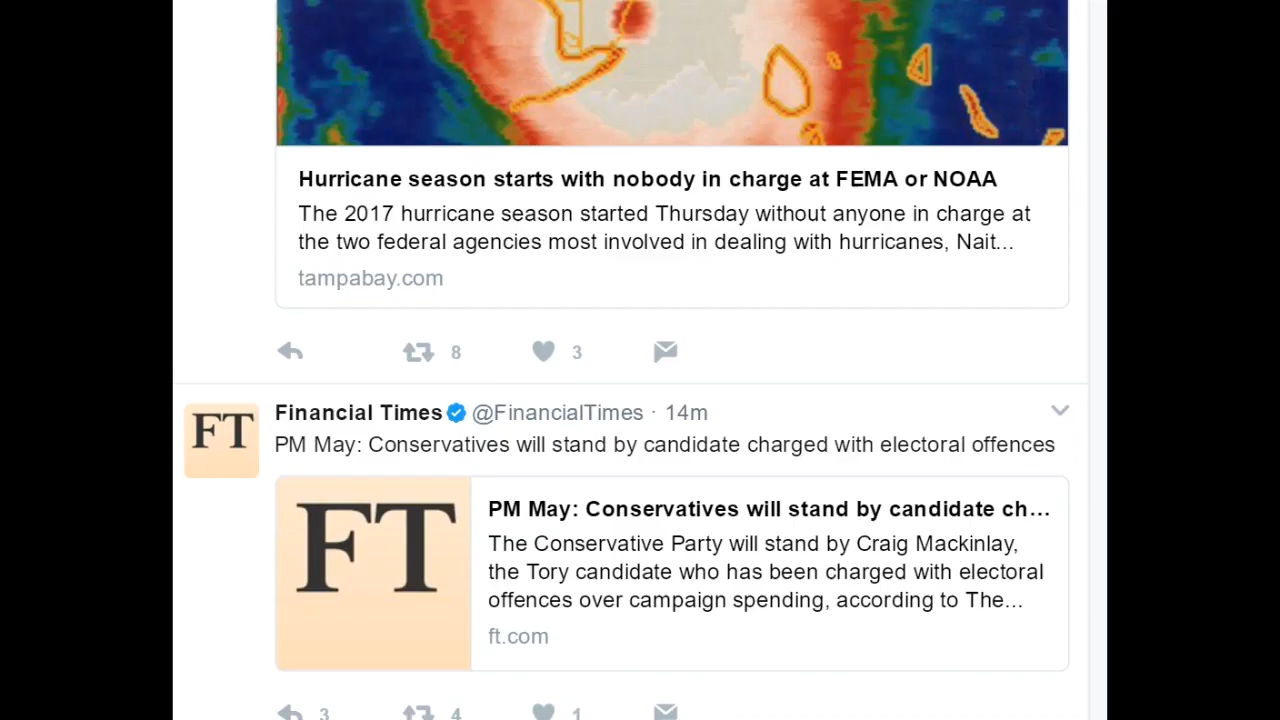 Hurricane season starts with nobody in charge at FEMA or NOAA
The 2017 hurricane season started Thursday without anyone in charge at
the two federal agencies most involved in dealing with hurricanes, Nait...
tampabay.com
8 3
FT
Financial Times @FinancialTimes · 14m
PM May: Conservatives will stand by candidate charged with electoral offences
FT
PM May: Conservatives will stand by candidate ch...
The Conservative Party will stand by Craig Mackinlay,
the Tory candidate who has been charged with electoral
offences over campaign spending, according to The...
ft.com
3 4 1